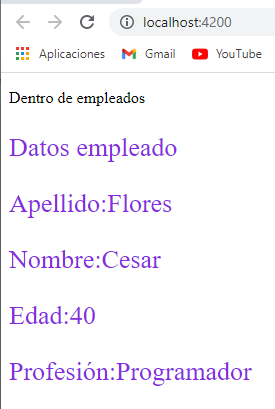 localhost:4200
Aplicaciones Gmail YouTube
Dentro de empleados
Datos empleado
Apellido:Flores
Nombre:Cesar
Edad:40
Profesión:Programador